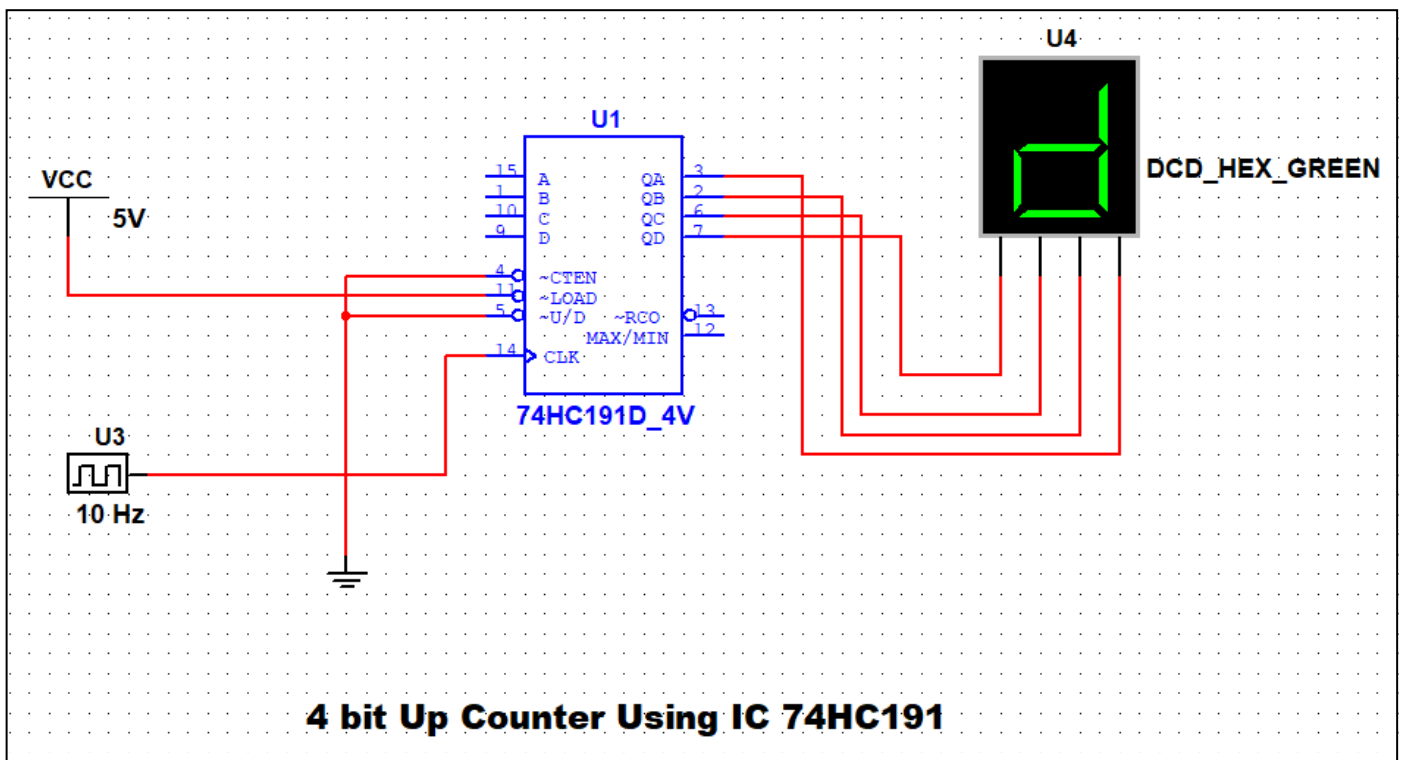 U4
U1
VCC
5V
DCD_HEX_GREEN
15 A QA 3
1 B QB 2
10 C QC 6
9 D QD 7
4 ~CTEN
11 ~LOAD
5 ~U/D ~RCO 13
MAX/MIN 12
14 CLK
74HC191D_4V
U3
10 Hz
d
4 bit Up Counter Using IC 74HC191